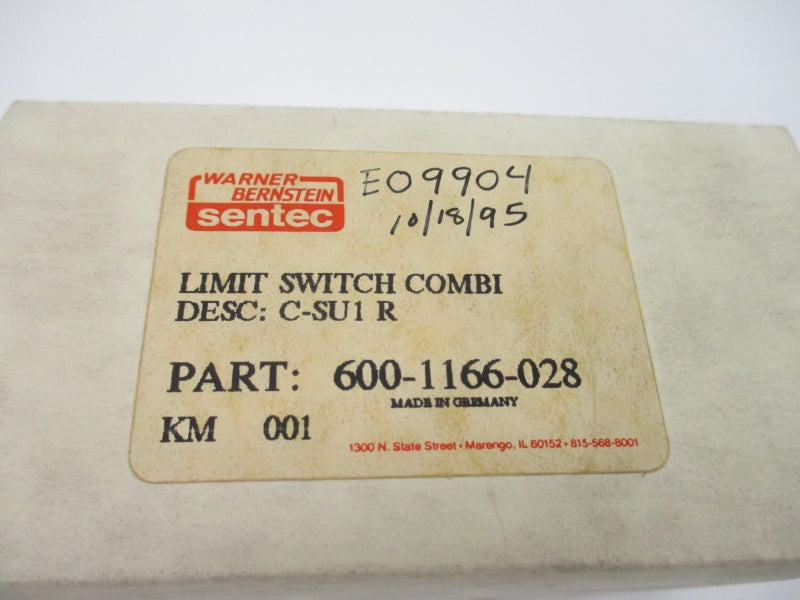 WARNER
BERNSTEIN
sentec
E09904
10/18/95
LIMIT SWITCH COMBI
DESC: C-SU1 R
PART: 600-1166-028
MADE IN GERMANY
KM 001
1300 N. State Street • Marengo, IL 60152 • 815-568-8001